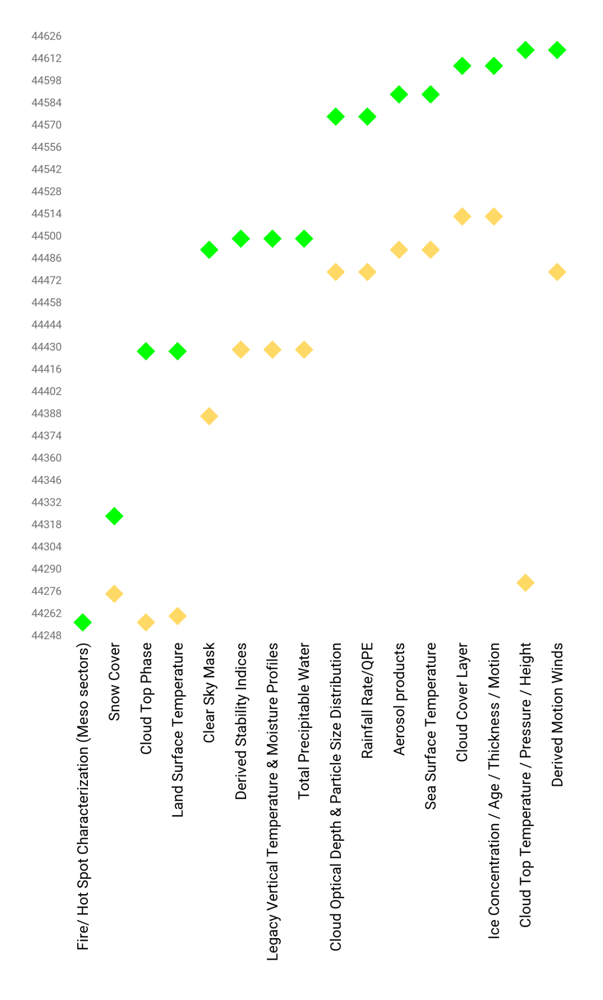 44626
44612
44598
44584
44570
44556
44542
44528
44514
44500
44486
44472
44458
44444
44430
44416
44402
44388
44374
44360
44346
44332
44318
44304
44290
44276
44262
44248
Fire/ Hot Spot Characterization (Meso sectors)
Snow Cover
Cloud Top Phase
Land Surface Temperature
Clear Sky Mask
Derived Stability Indices
Legacy Vertical Temperature & Moisture Profiles
Total Precipitable Water
Cloud Optical Depth & Particle Size Distribution
Rainfall Rate/QPE
Aerosol products
Sea Surface Temperature
Cloud Cover Layer
Ice Concentration / Age / Thickness / Motion
Cloud Top Temperature / Pressure / Height
Derived Motion Winds